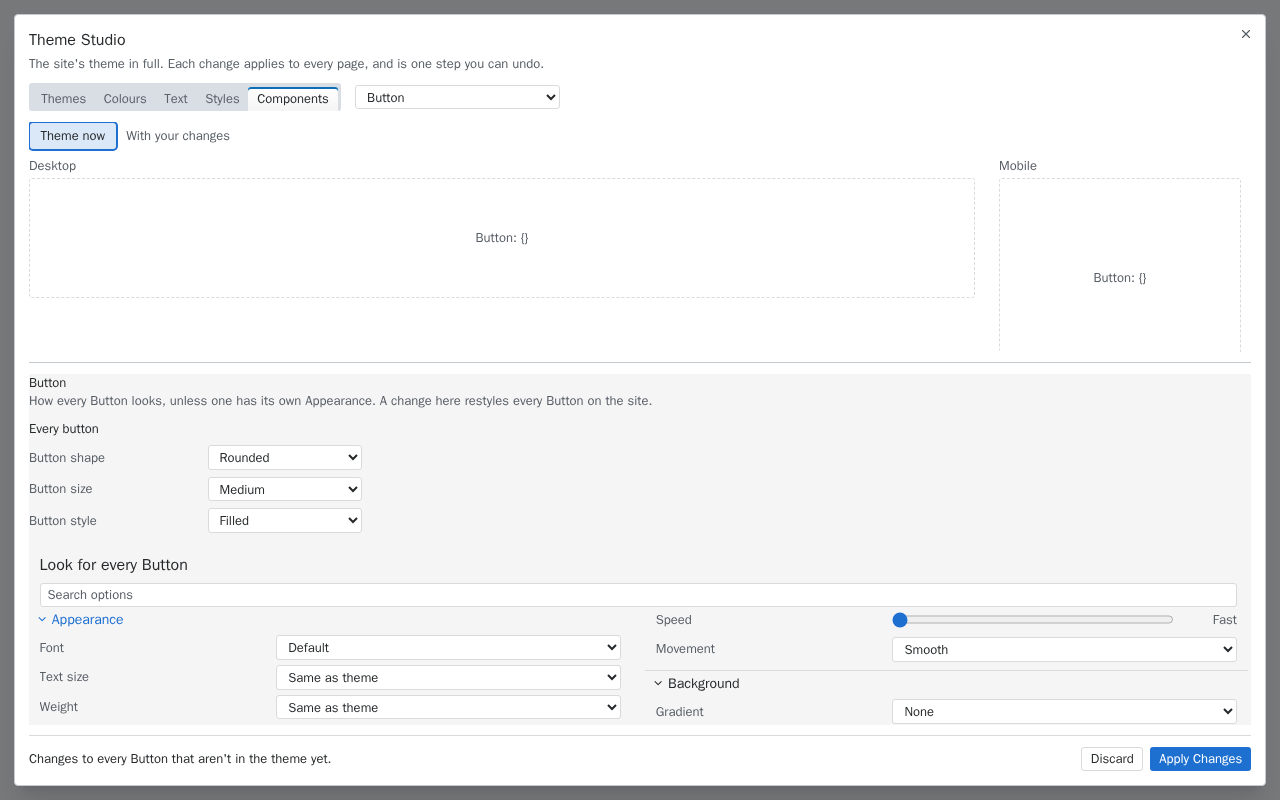 Theme Studio
×
The site's theme in full. Each change applies to every page, and is one step you can undo.
Themes Colours Text Styles Components Button
Theme now With your changes
Desktop Mobile
Button: {}
Button: {}
Button
How every Button looks, unless one has its own Appearance. A change here restyles every Button on the site.
Every button
Button shape Rounded
Button size Medium
Button style Filled
Look for every Button
Search options
Appearance
Font Default
Text size Same as theme
Weight Same as theme
Speed Fast
Movement Smooth
Background
Gradient None
Changes to every Button that aren't in the theme yet.
Discard Apply Changes